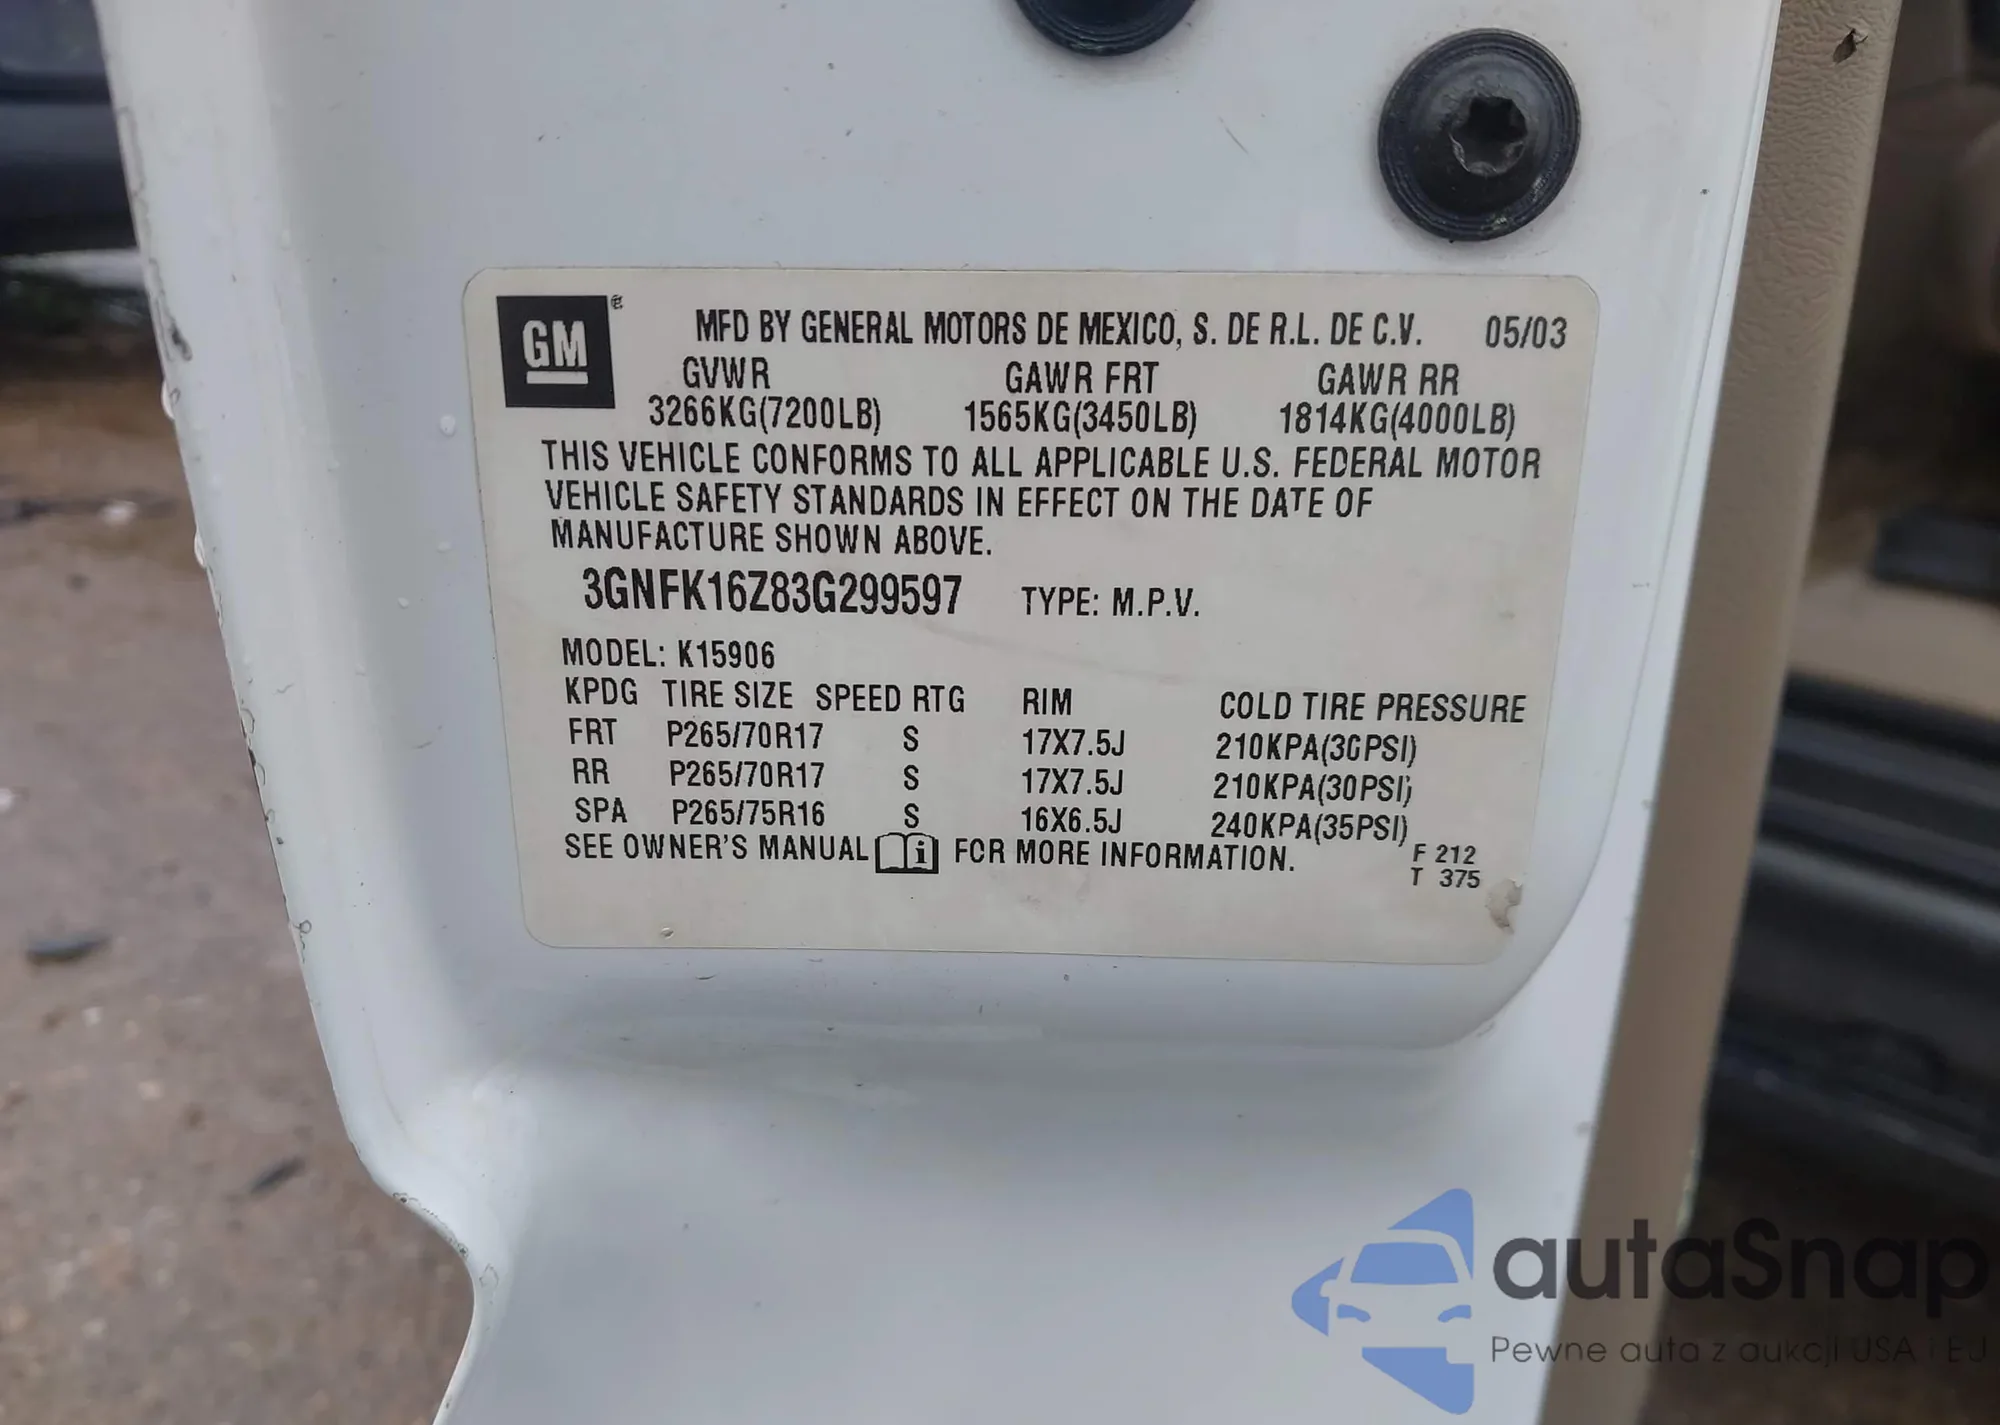 GM
MFD BY GENERAL MOTORS DE MEXICO, S. DE R.L. DE C.V. 05/03
GVWR GAWR FRT GAWR RR
3266KG(7200LB) 1565KG(3450LB) 1814KG(4000LB)
THIS VEHICLE CONFORMS TO ALL APPLICABLE U.S. FEDERAL MOTOR
VEHICLE SAFETY STANDARDS IN EFFECT ON THE DATE OF
MANUFACTURE SHOWN ABOVE.
3GNFK16Z83G299597 TYPE: M.P.V.
MODEL: K15906
KPDG TIRE SIZE SPEED RTG RIM COLD TIRE PRESSURE
FRT P265/70R17 S 17X7.5J 210KPA(30PSI)
RR P265/70R17 S 17X7.5J 210KPA(30PSI)
SPA P265/75R16 S 16X6.5J 240KPA(35PSI)
SEE OWNER'S MANUAL i FOR MORE INFORMATION.
F 212
T 375
autaSnap
Pewne auta z aukcji USA i EU